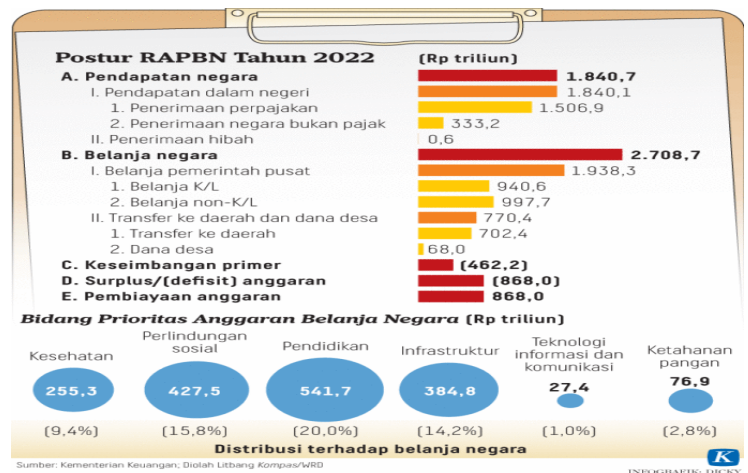 Postur RAPBN Tahun 2022 (Rp triliun)
A. Pendapatan negara 1.840,7
I. Pendapatan dalam negeri 1.840,1
1. Penerimaan perpajakan 1.506,9
2. Penerimaan negara bukan pajak 333,2
II. Penerimaan hibah 0,6
B. Belanja negara 2.708,7
I. Belanja pemerintah pusat 1.938,3
1. Belanja K/L 940,6
2. Belanja non-K/L 997,7
II. Transfer ke daerah dan dana desa 770,4
1. Transfer ke daerah 702,4
2. Dana desa 68,0
C. Keseimbangan primer (462,2)
D. Surplus/(defisit) anggaran (868,0)
E. Pembiayaan anggaran 868,0
Bidang Prioritas Anggaran Belanja Negara (Rp triliun)
Kesehatan
255,3
(9,4%)
Perlindungan
sosial
427,5
(15,8%)
Pendidikan
541,7
(20,0%)
Infrastruktur
384,8
(14,2%)
Teknologi
informasi dan
komunikasi
27,4
(1,0%)
Ketahanan
pangan
76,9
(2,8%)
Distribusi terhadap belanja negara
Sumber: Kementerian Keuangan; Diolah Litbang Kompas/WRD
K
INFOGRAFIK: DICKY